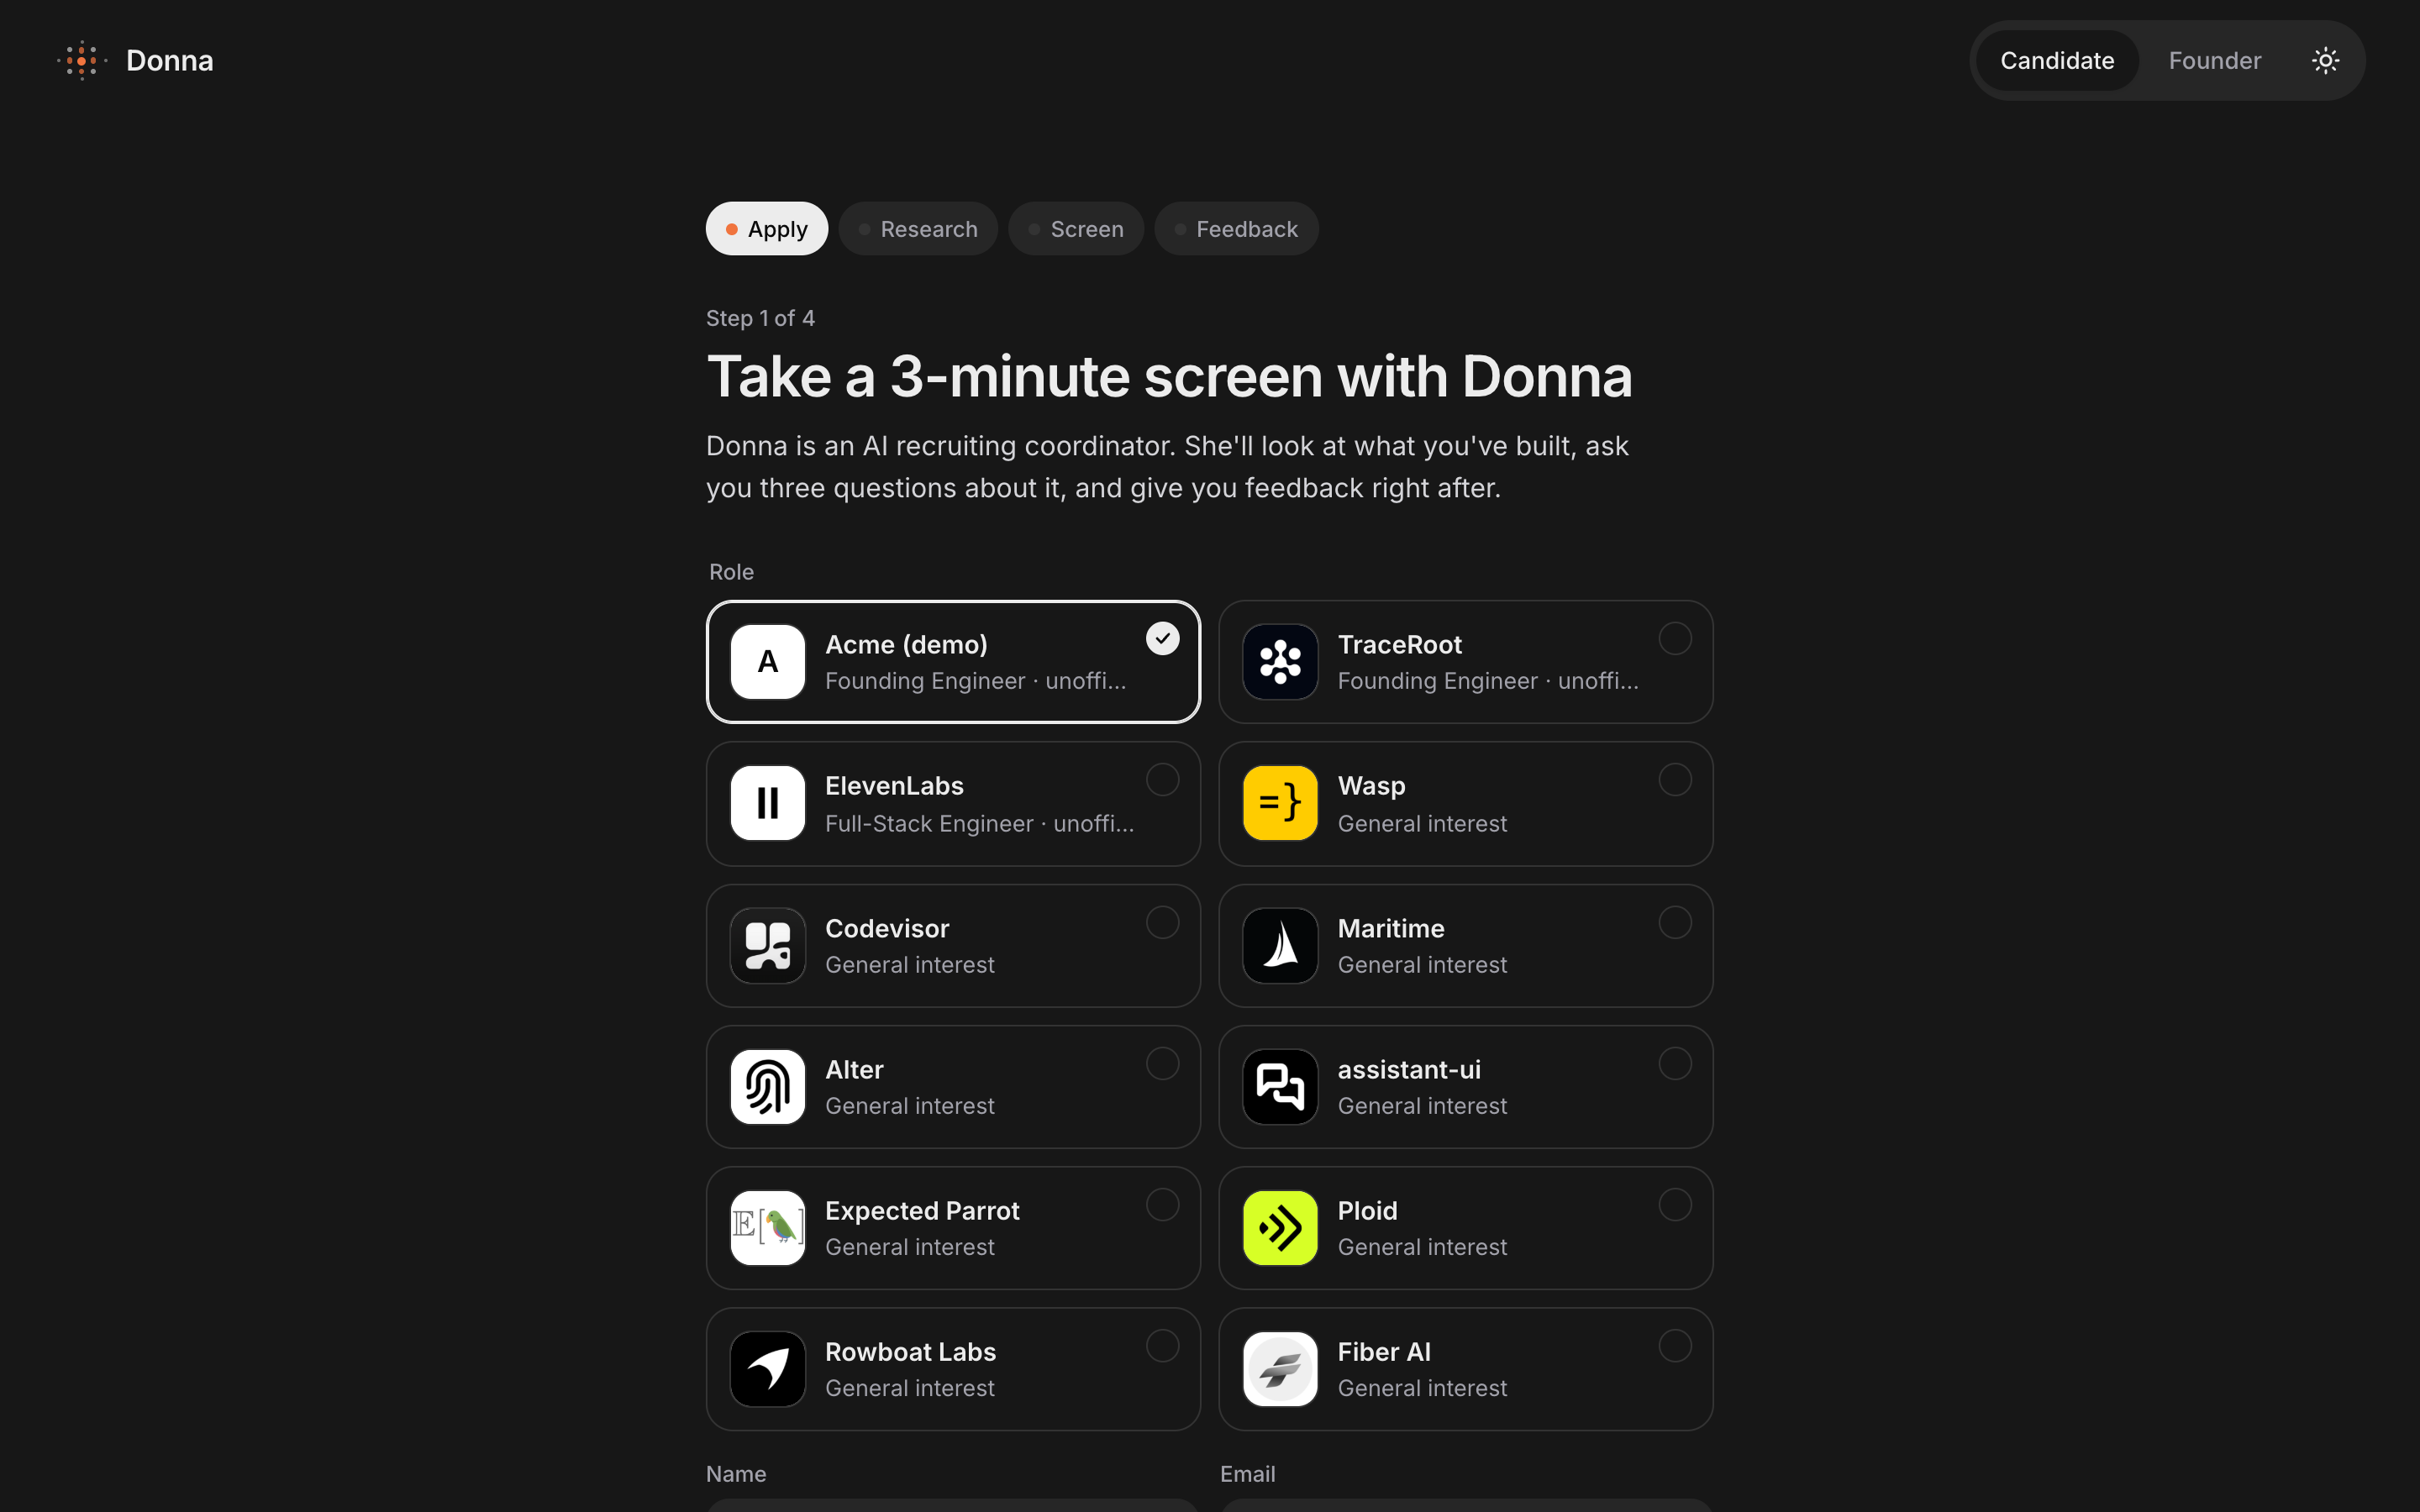 Donna
Candidate
Founder
Apply
Research
Screen
Feedback
Step 1 of 4
Take a 3-minute screen with Donna
Donna is an AI recruiting coordinator. She'll look at what you've built, ask
you three questions about it, and give you feedback right after.
Role
A
Acme (demo)
Founding Engineer · unoffi...
TraceRoot
Founding Engineer · unoffi...
ElevenLabs
Full-Stack Engineer · unoffi...
=}
Wasp
General interest
Codevisor
General interest
Maritime
General interest
Alter
General interest
assistant-ui
General interest
E[ ]
Expected Parrot
General interest
Ploid
General interest
Rowboat Labs
General interest
Fiber AI
General interest
Name
Email